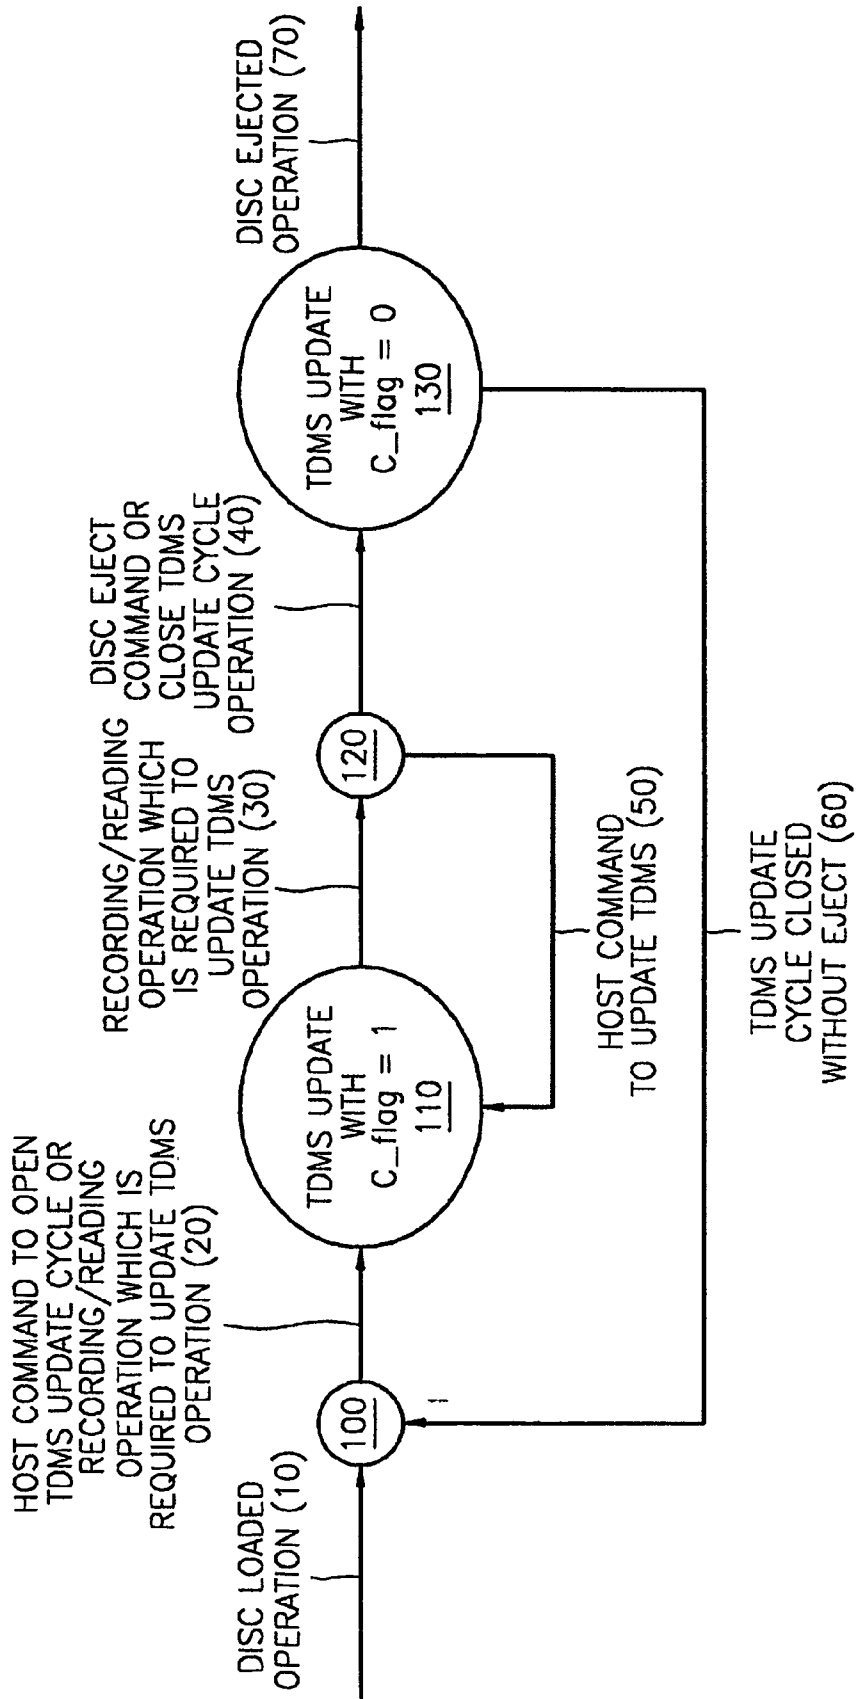 DISC LOADED
OPERATION (10)
100
HOST COMMAND TO OPEN
TDMS UPDATE CYCLE OR
RECORDING/READING
OPERATION WHICH IS
REQUIRED TO UPDATE TDMS
OPERATION (20)
TDMS UPDATE
WITH
C_flag = 1
110
RECORDING/READING
OPERATION WHICH
IS REQUIRED TO
UPDATE TDMS
OPERATION (30)
120
DISC EJECT
COMMAND OR
CLOSE TDMS
UPDATE CYCLE
OPERATION (40)
TDMS UPDATE
WITH
C_flag = 0
130
DISC EJECTED
OPERATION (70)
HOST COMMAND
TO UPDATE TDMS (50)
TDMS UPDATE
CYCLE CLOSED
WITHOUT EJECT (60)